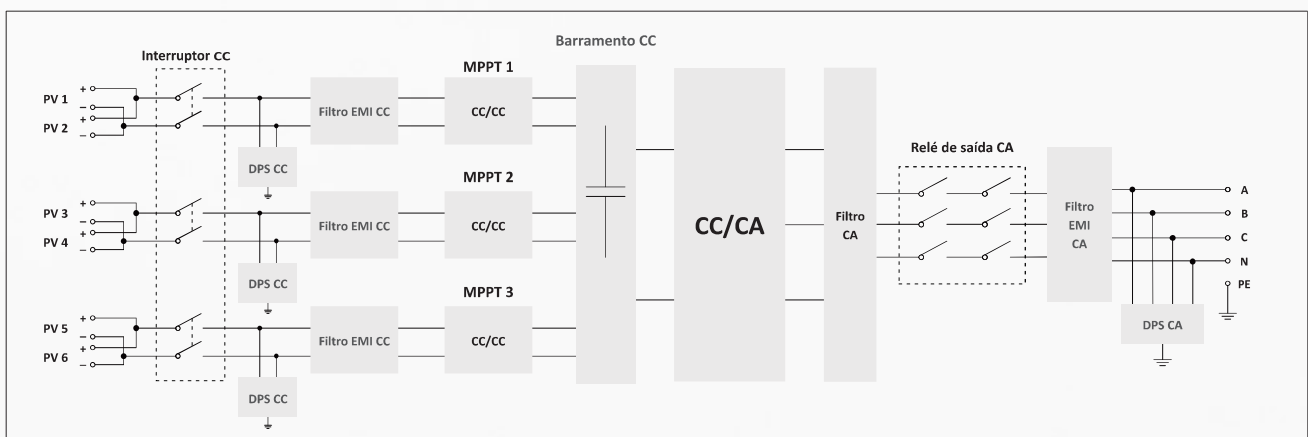 Barramento CC
Interruptor CC
MPPT 1
PV 1
+
−
+
PV 2
−
Filtro EMI CC
CC/CC
DPS CC
MPPT 2
PV 3
+
−
+
PV 4
−
Filtro EMI CC
CC/CC
DPS CC
MPPT 3
PV 5
+
−
+
PV 6
−
Filtro EMI CC
CC/CC
DPS CC
CC/CA
Filtro
CA
Relé de saída CA
Filtro
EMI
CA
A
B
C
N
PE
DPS CA